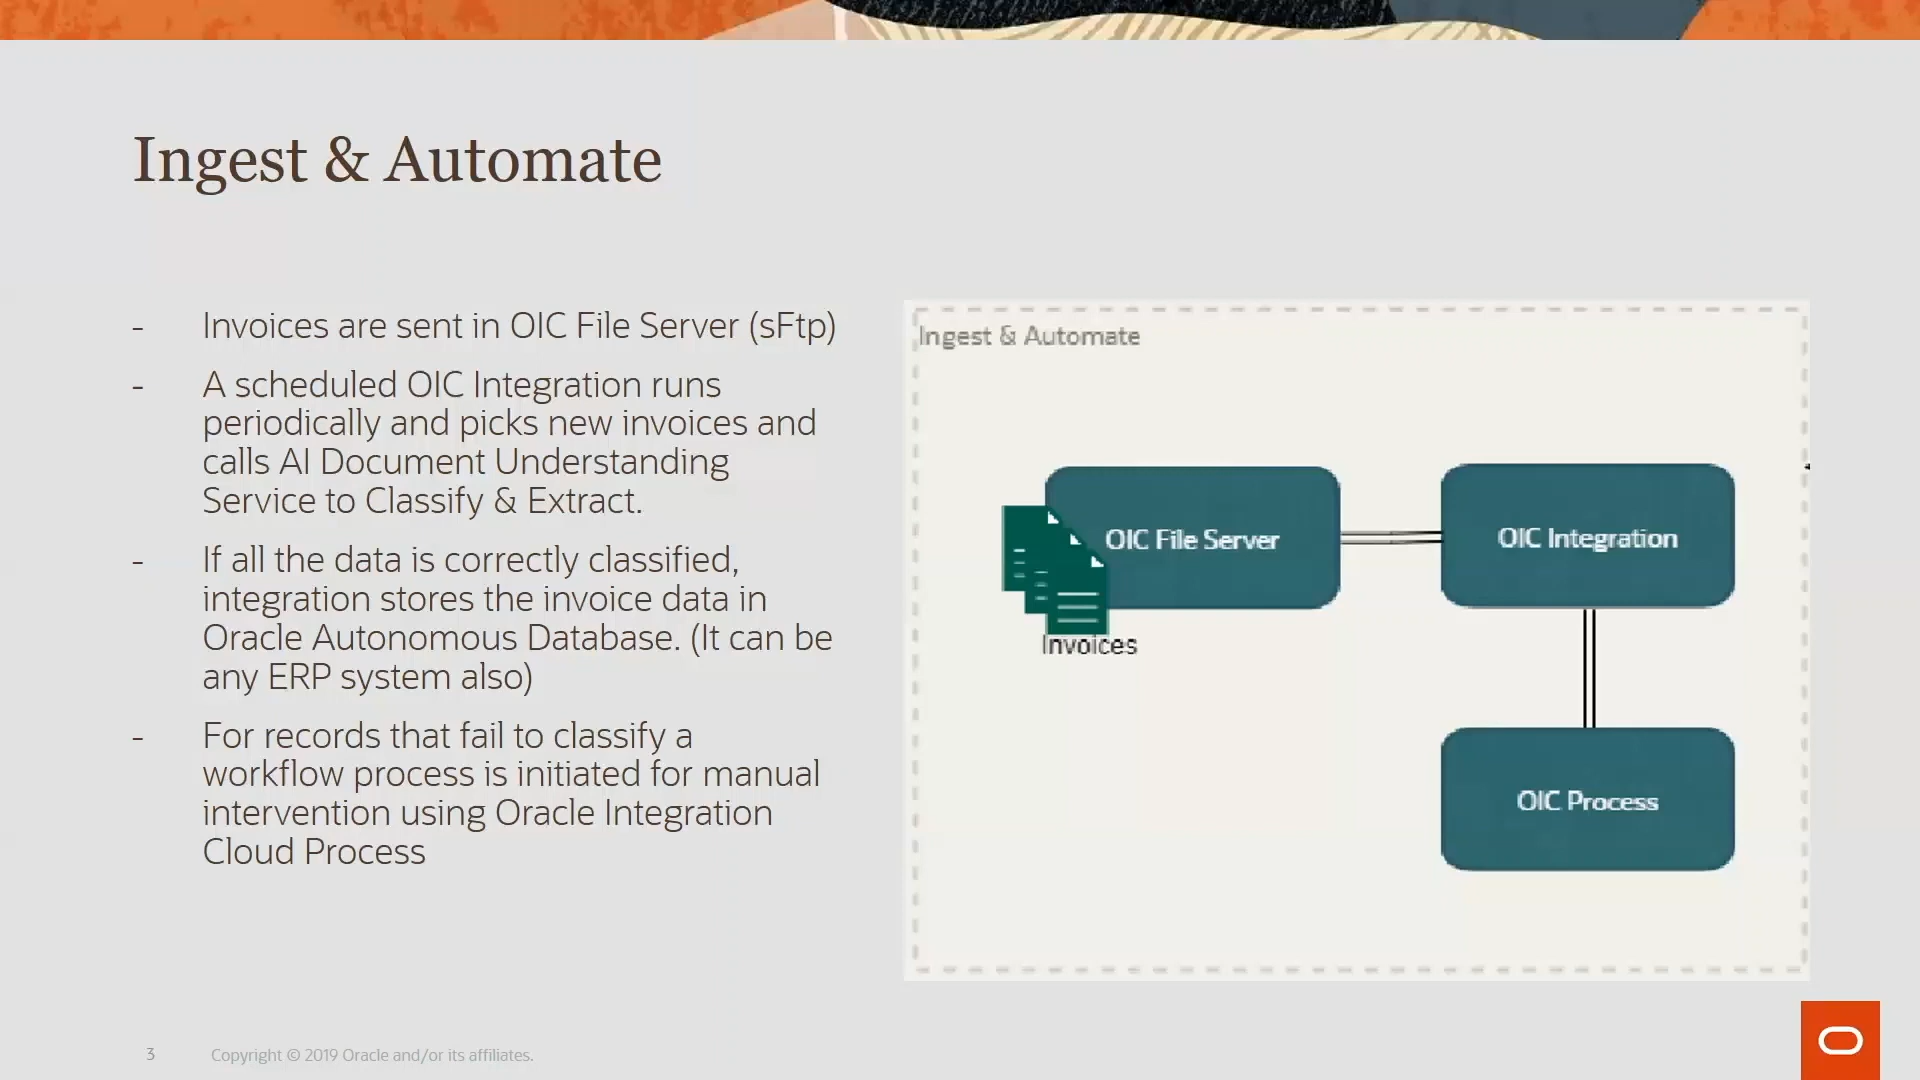 Ingest & Automate
- Invoices are sent in OIC File Server (sFtp)
- A scheduled OIC Integration runs
periodically and picks new invoices and
calls AI Document Understanding
Service to Classify & Extract.
- If all the data is correctly classified,
integration stores the invoice data in
Oracle Autonomous Database. (It can be
any ERP system also)
- For records that fail to classify a
workflow process is initiated for manual
intervention using Oracle Integration
Cloud Process
Ingest & Automate
OIC File Server
OIC Integration
Invoices
OIC Process
3
Copyright © 2019 Oracle and/or its affiliates.